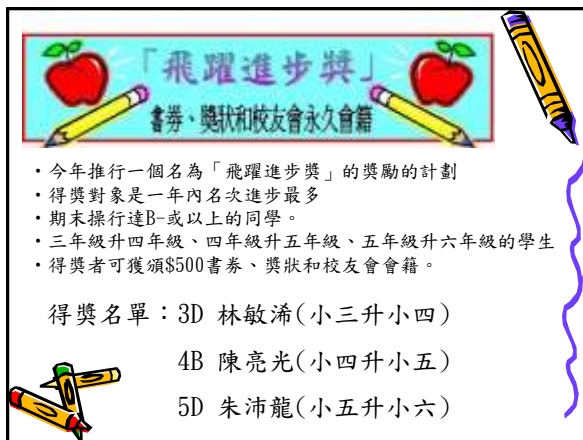 「飛躍進步獎」
書券、獎狀和校友會永久會籍
・今年推行一個名為「飛躍進步獎」的獎勵的計劃
・得獎對象是一年內名次進步最多
・期末操行達B-或以上的同學。
・三年級升四年級、四年級升五年級、五年級升六年級的學生
・得獎者可獲頒$500書券、獎狀和校友會會籍。
得獎名單：3D 林敏浠(小三升小四)
4B 陳亮光(小四升小五)
5D 朱沛龍(小五升小六)